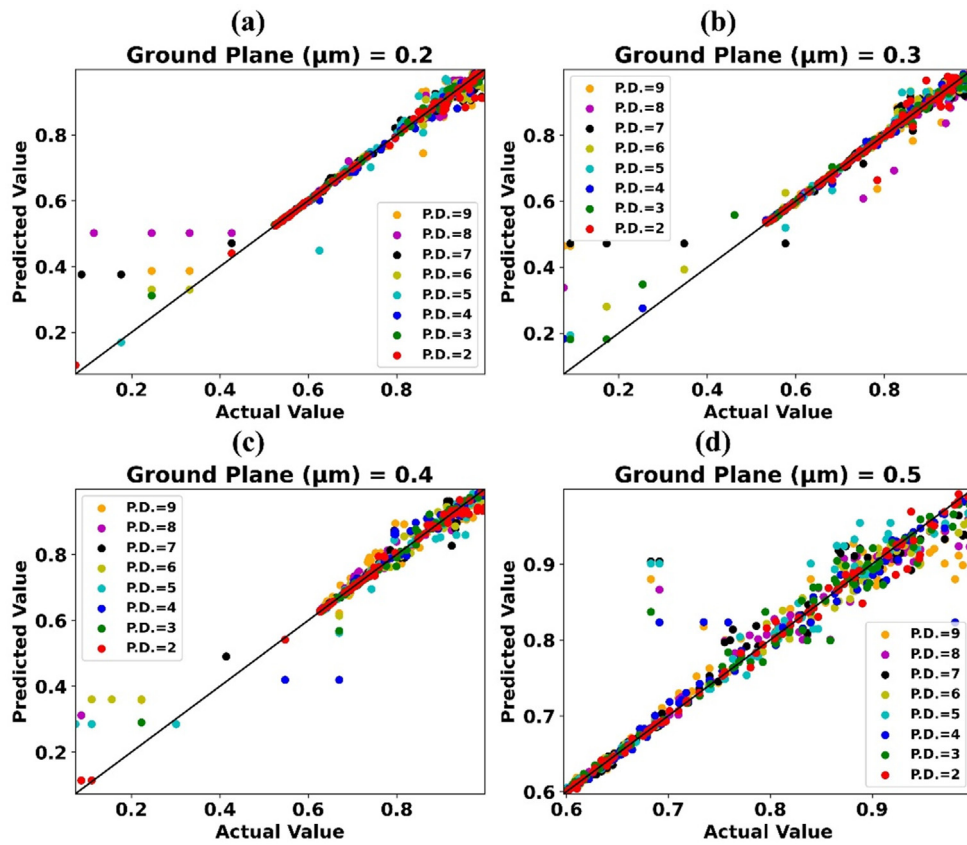 (a)
Ground Plane (μm) = 0.2
Predicted Value
0.8
0.6
0.4
0.2
P.D.=9
P.D.=8
P.D.=7
P.D.=6
P.D.=5
P.D.=4
P.D.=3
P.D.=2
0.2 0.4 0.6 0.8
Actual Value
(b)
Ground Plane (μm) = 0.3
Predicted Value
0.8
0.6
0.4
0.2
P.D.=9
P.D.=8
P.D.=7
P.D.=6
P.D.=5
P.D.=4
P.D.=3
P.D.=2
0.2 0.4 0.6 0.8
Actual Value
(c)
Ground Plane (μm) = 0.4
Predicted Value
0.8
0.6
0.4
0.2
P.D.=9
P.D.=8
P.D.=7
P.D.=6
P.D.=5
P.D.=4
P.D.=3
P.D.=2
0.2 0.4 0.6 0.8
Actual Value
(d)
Ground Plane (μm) = 0.5
Predicted Value
0.9
0.8
0.7
0.6
P.D.=9
P.D.=8
P.D.=7
P.D.=6
P.D.=5
P.D.=4
P.D.=3
P.D.=2
0.6 0.7 0.8 0.9
Actual Value